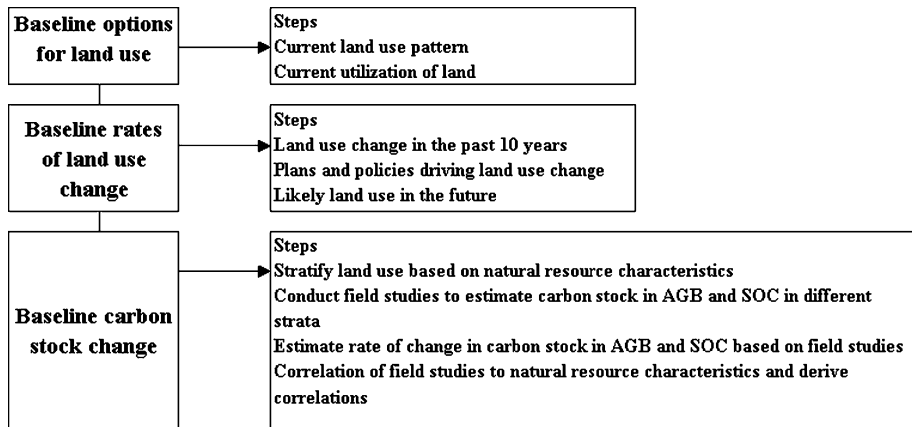 Baseline options
for land use
Steps
Current land use pattern
Current utilization of land
Baseline rates
of land use
change
Steps
Land use change in the past 10 years
Plans and policies driving land use change
Likely land use in the future
Baseline carbon
stock change
Steps
Stratify land use based on natural resource characteristics
Conduct field studies to estimate carbon stock in AGB and SOC in different
strata
Estimate rate of change in carbon stock in AGB and SOC based on field studies
Correlation of field studies to natural resource characteristics and derive
correlations